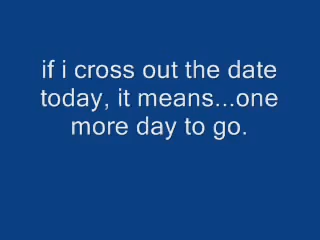 if i cross out the date
today, it means...one
more day to go.